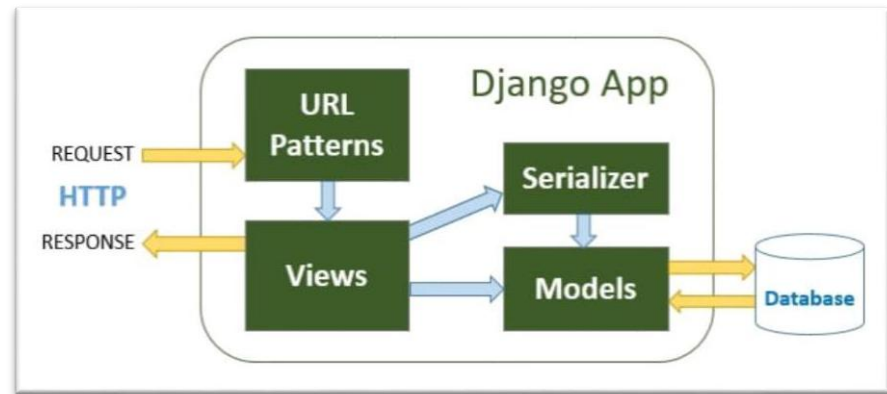 Django App
URL
Patterns
REQUEST
HTTP
RESPONSE
Serializer
Views
Models
Database